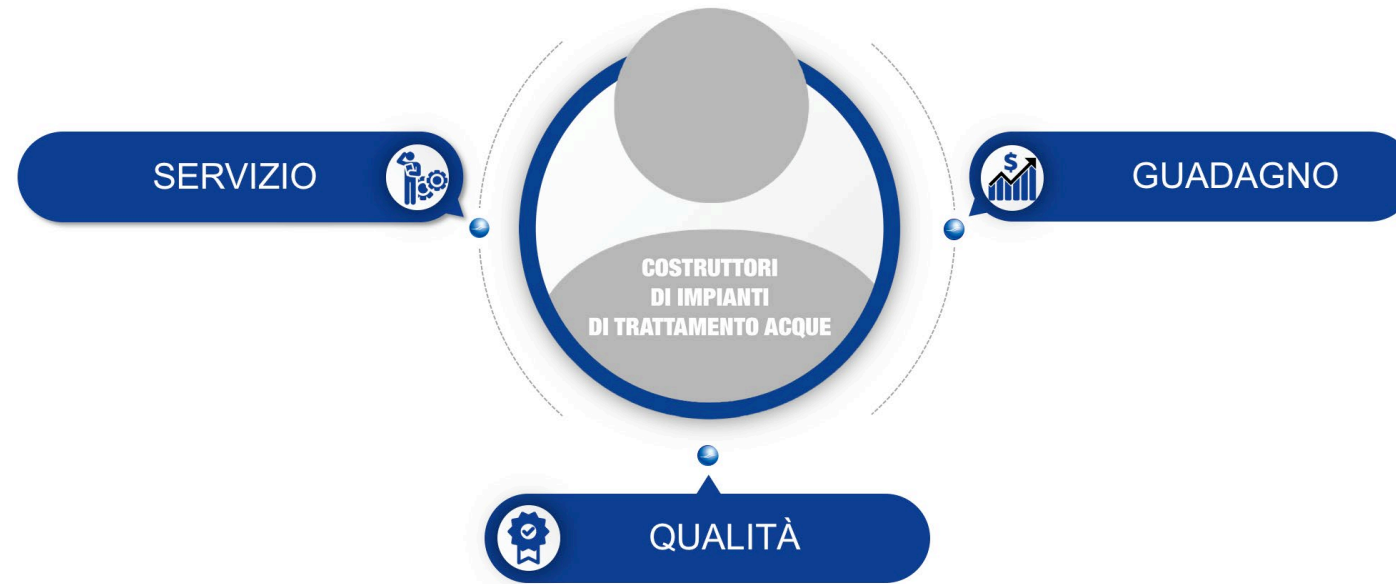 SERVIZIO
GUADAGNO
COSTRUTTORI
DI IMPIANTI
DI TRATTAMENTO ACQUE
QUALITÀ
$